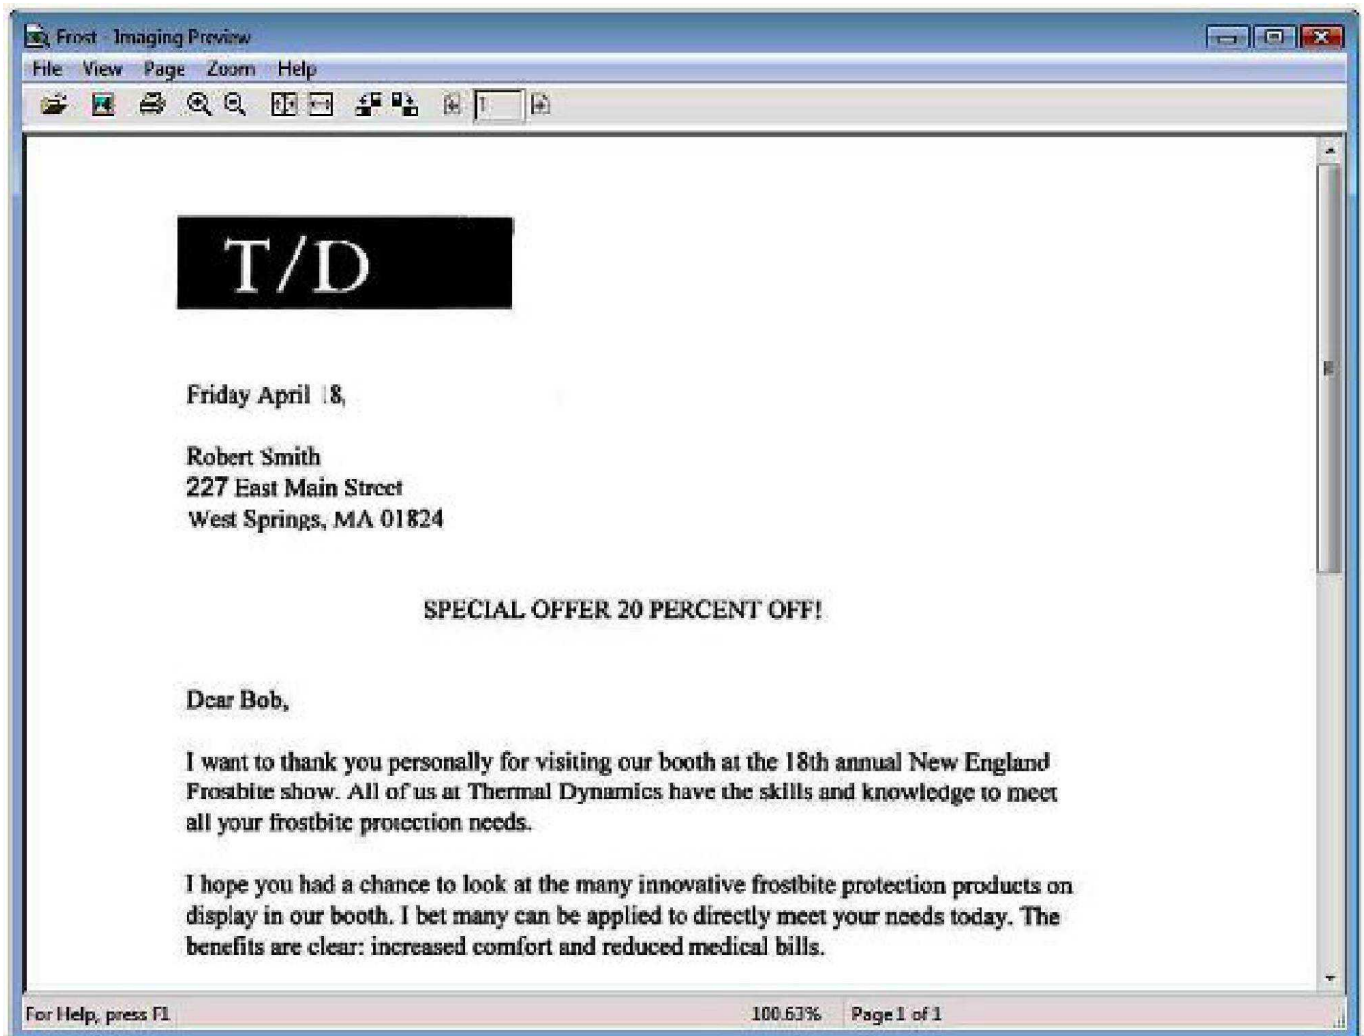 Frost - Imaging Preview
File View Page Zoom Help
1
T/D
Friday April 18,
Robert Smith
227 East Main Street
West Springs, MA 01824
SPECIAL OFFER 20 PERCENT OFF!
Dear Bob,
I want to thank you personally for visiting our booth at the 18th annual New England
Frostbite show. All of us at Thermal Dynamics have the skills and knowledge to meet
all your frostbite protection needs.
I hope you had a chance to look at the many innovative frostbite protection products on
display in our booth. I bet many can be applied to directly meet your needs today. The
benefits are clear: increased comfort and reduced medical bills.
For Help, press F1 100.63% Page 1 of 1